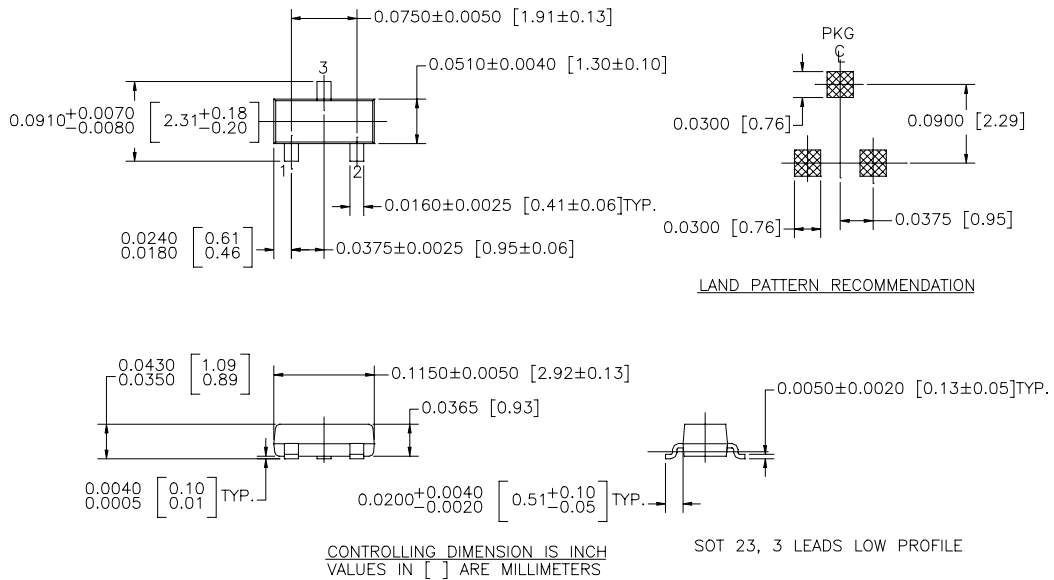 0.0750±0.0050 [1.91±0.13]
3
0.0510±0.0040 [1.30±0.10]
0.0910+0.0070 -0.0080 [2.31+0.18 -0.20]
1
2
0.0160±0.0025 [0.41±0.06]TYP.
0.0240 [0.61
0.0180 0.46]
0.0375±0.0025 [0.95±0.06]
PKG
℄
0.0300 [0.76]
0.0900 [2.29]
0.0300 [0.76]
0.0375 [0.95]
LAND PATTERN RECOMMENDATION
0.0430 [1.09
0.0350 0.89]
0.1150±0.0050 [2.92±0.13]
0.0365 [0.93]
0.0040 [0.10
0.0005 0.01] TYP.
0.0050±0.0020 [0.13±0.05]TYP.
0.0200+0.0040 -0.0020 [0.51+0.10 -0.05] TYP.
CONTROLLING DIMENSION IS INCH
VALUES IN [ ] ARE MILLIMETERS
SOT 23, 3 LEADS LOW PROFILE